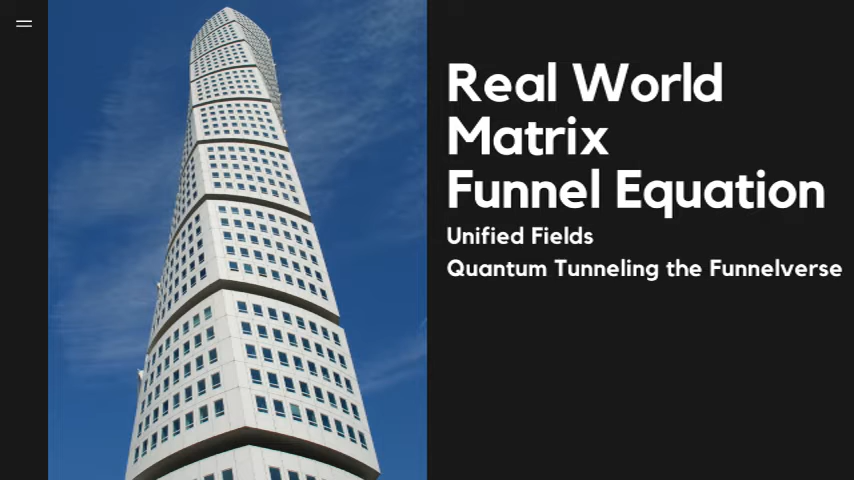 Real World
Matrix
Funnel Equation
Unified Fields
Quantum Tunneling the Funnelverse